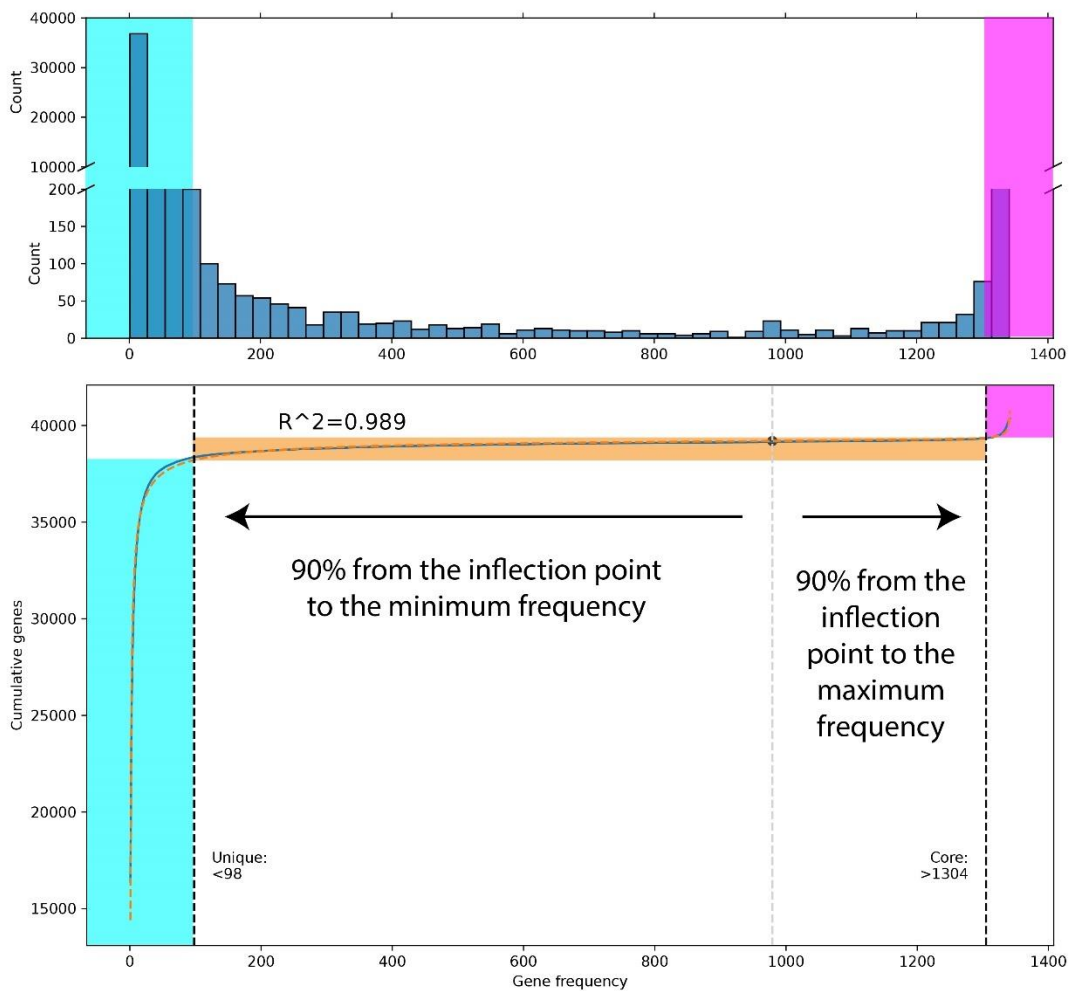 40000
30000
20000
10000
Count
200
150
100
50
0
Count
0 200 400 600 800 1000 1200 1400
R^2=0.989
40000
35000
30000
25000
20000
15000
Cumulative genes
90% from the inflection point
to the minimum frequency
90% from the
inflection
point to the
maximum
frequency
Unique:
<98
Core:
>1304
0 200 400 600 800 1000 1200 1400
Gene frequency